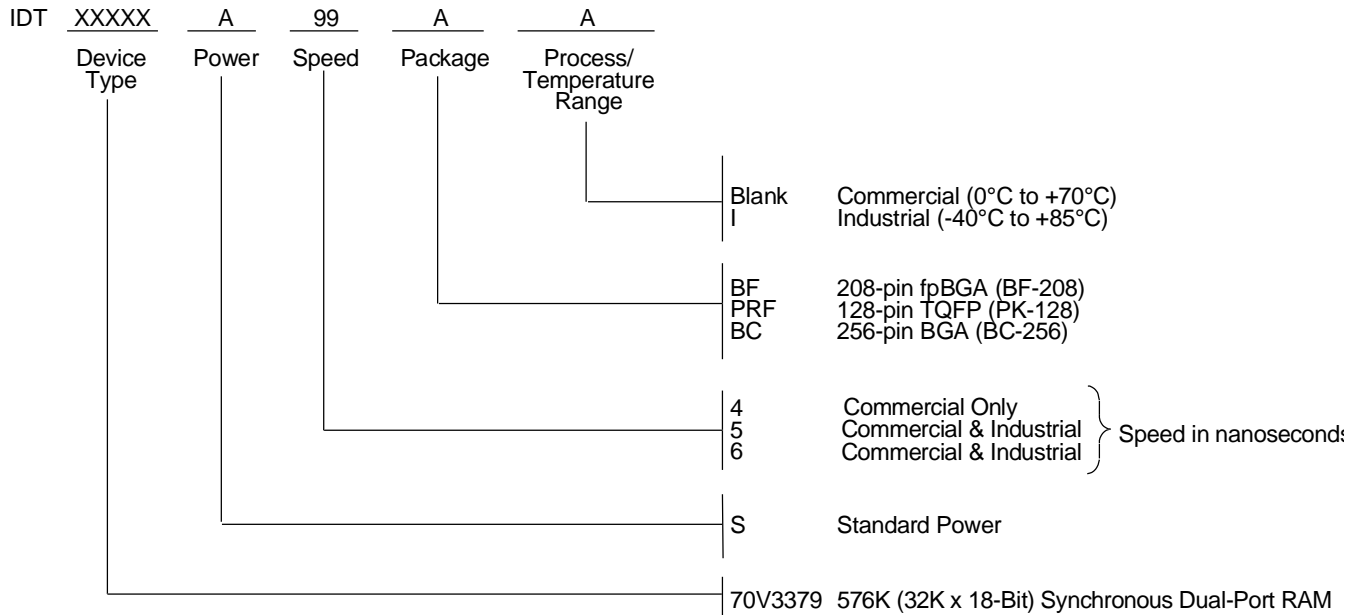 IDT XXXXX A 99 A A
Device Type Power Speed Package Process/ Temperature Range
Blank Commercial (0°C to +70°C)
I Industrial (-40°C to +85°C)
BF 208-pin fpBGA (BF-208)
PRF 128-pin TQFP (PK-128)
BC 256-pin BGA (BC-256)
4 Commercial Only
5 Commercial & Industrial
6 Commercial & Industrial
Speed in nanoseconds
S Standard Power
70V3379 576K (32K x 18-Bit) Synchronous Dual-Port RAM